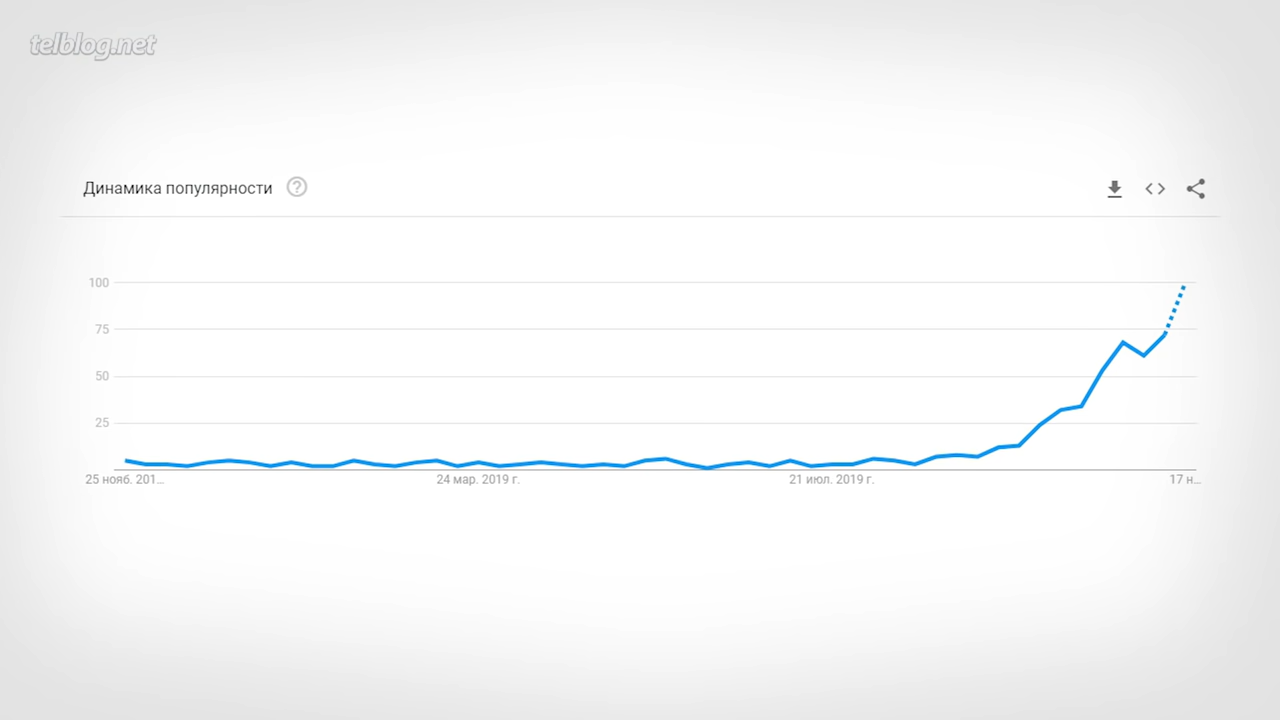 telblog.net
Динамика популярности ?
100
75
50
25
25 нояб. 201...
24 мар. 2019 г.
21 июл. 2019 г.
17 н...